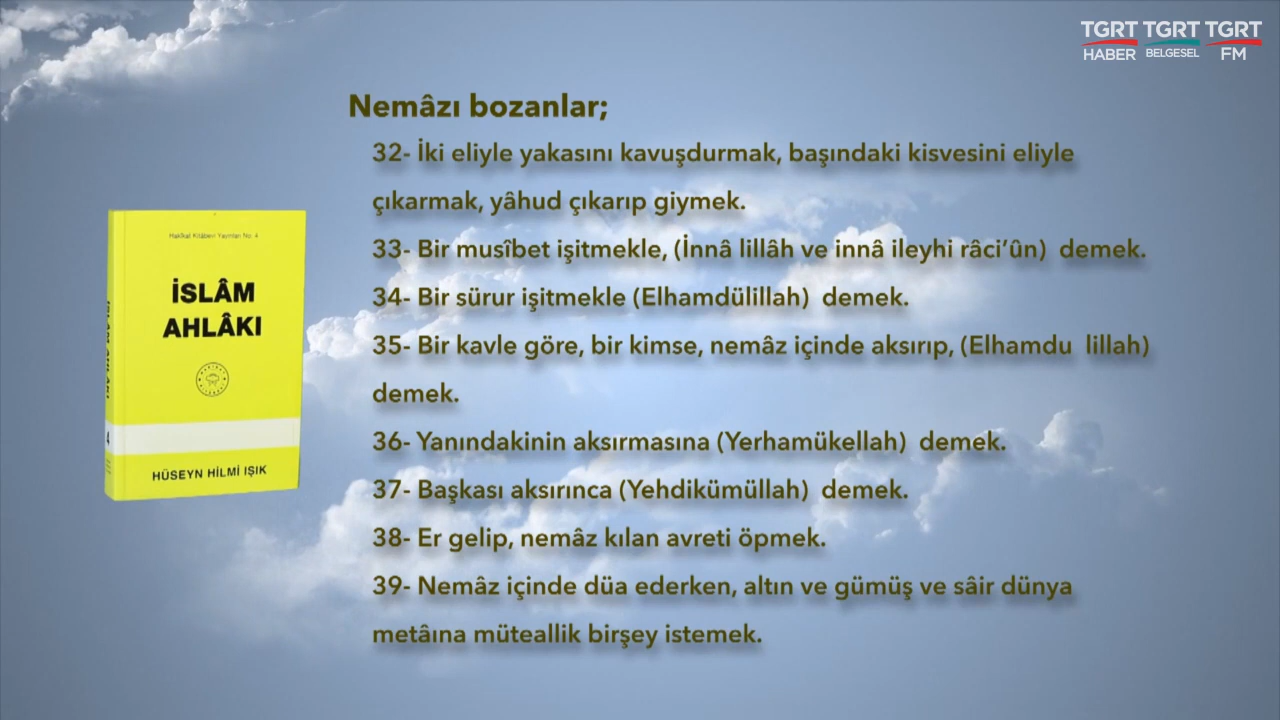 TGRT TGRT TGRT
HABER BELGESEL FM
Nemâzı bozanlar;
32- İki eliyle yakasını kavuşdurmak, başındaki kisvesini eliyle
çıkarmak, yâhud çıkarıp giymek.
33- Bir musîbet işitmekle, (İnnâ lillâh ve innâ ileyhi râci’ûn) demek.
34- Bir sürur işitmekle (Elhamdülillah) demek.
35- Bir kavle göre, bir kimse, nemâz içinde aksırıp, (Elhamdu lillah)
demek.
36- Yanındakinin aksırmasına (Yerhamükellah) demek.
37- Başkası aksırınca (Yehdikümüllah) demek.
38- Er gelip, nemâz kılan avreti öpmek.
39- Nemâz içinde düa ederken, altın ve gümüş ve sâir dünya
metâına müteallik birşey istemek.
Hakîkat Kitâbevi Yayınları No: 4
İSLÂM
AHLÂKI
HÜSEYN HİLMİ IŞIK